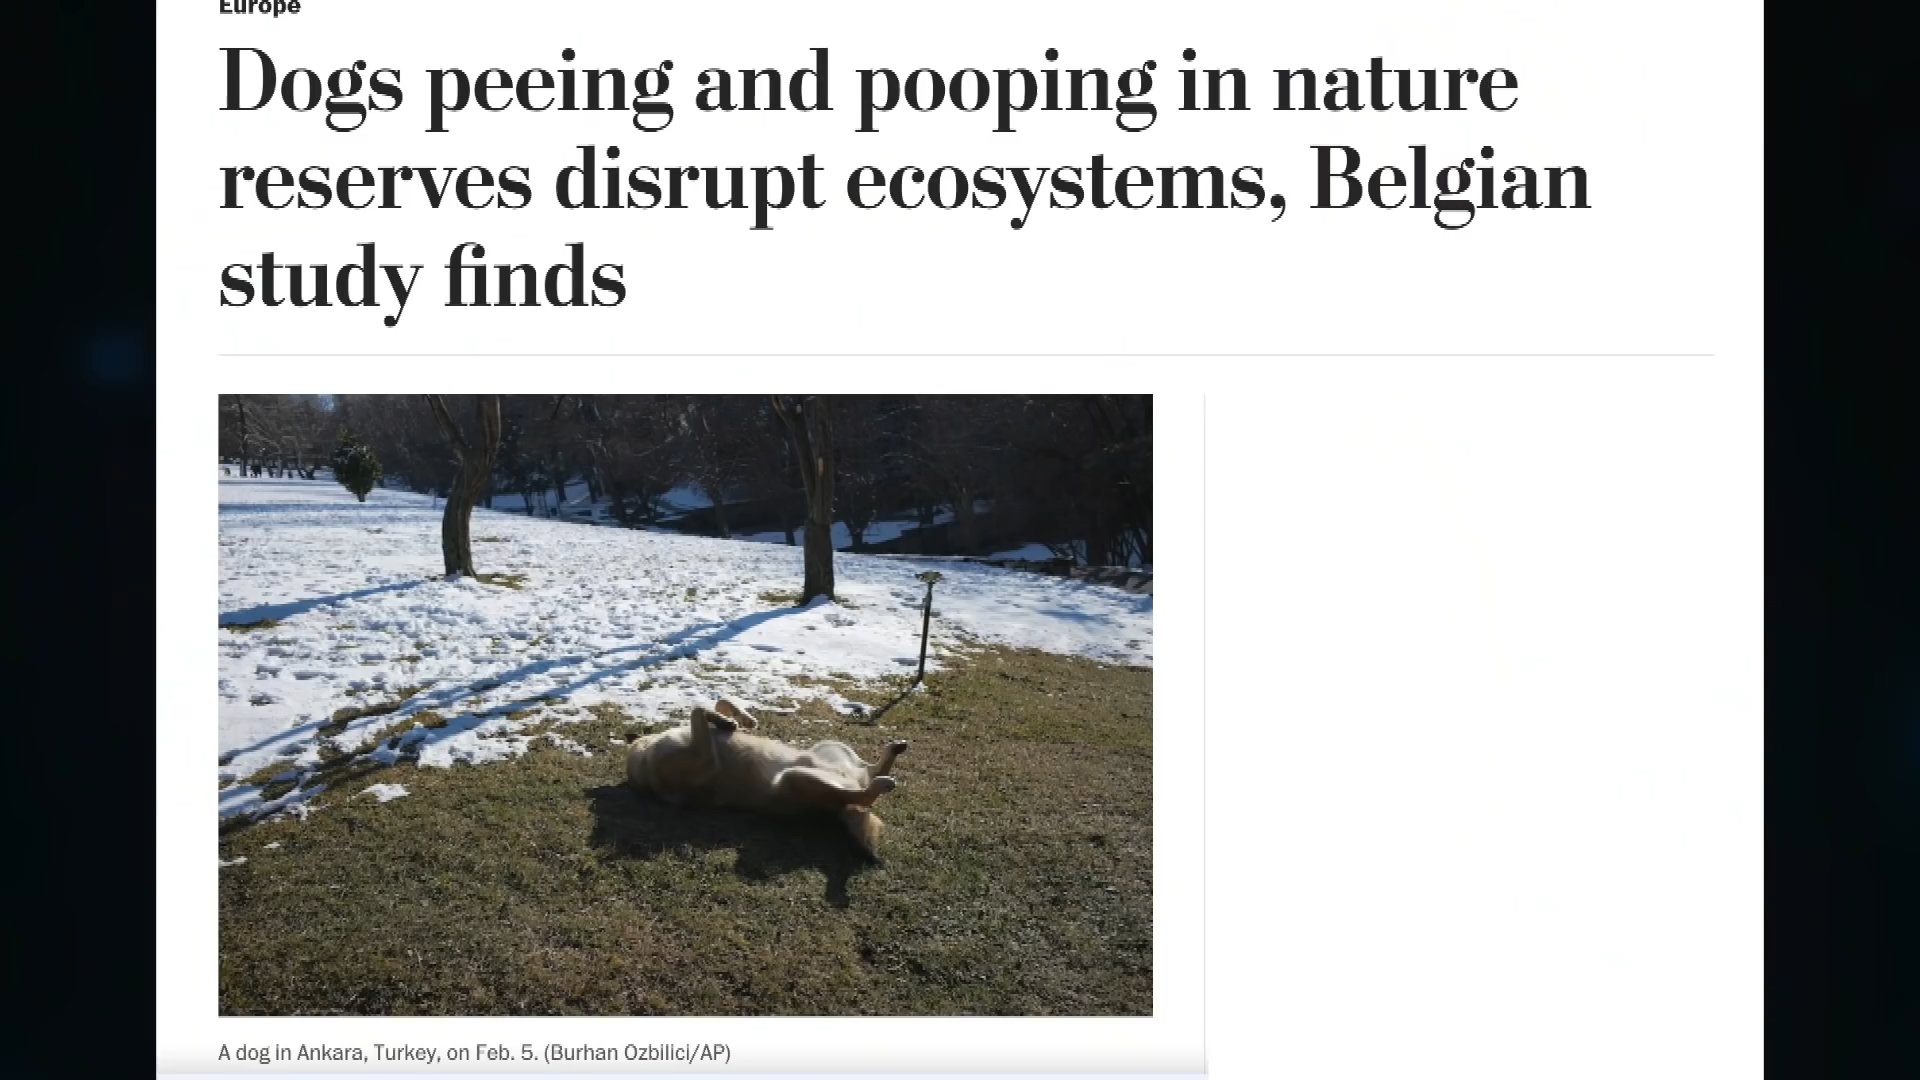 Europe
Dogs peeing and pooping in nature
reserves disrupt ecosystems, Belgian
study finds
A dog in Ankara, Turkey, on Feb. 5. (Burhan Ozbilici/AP)